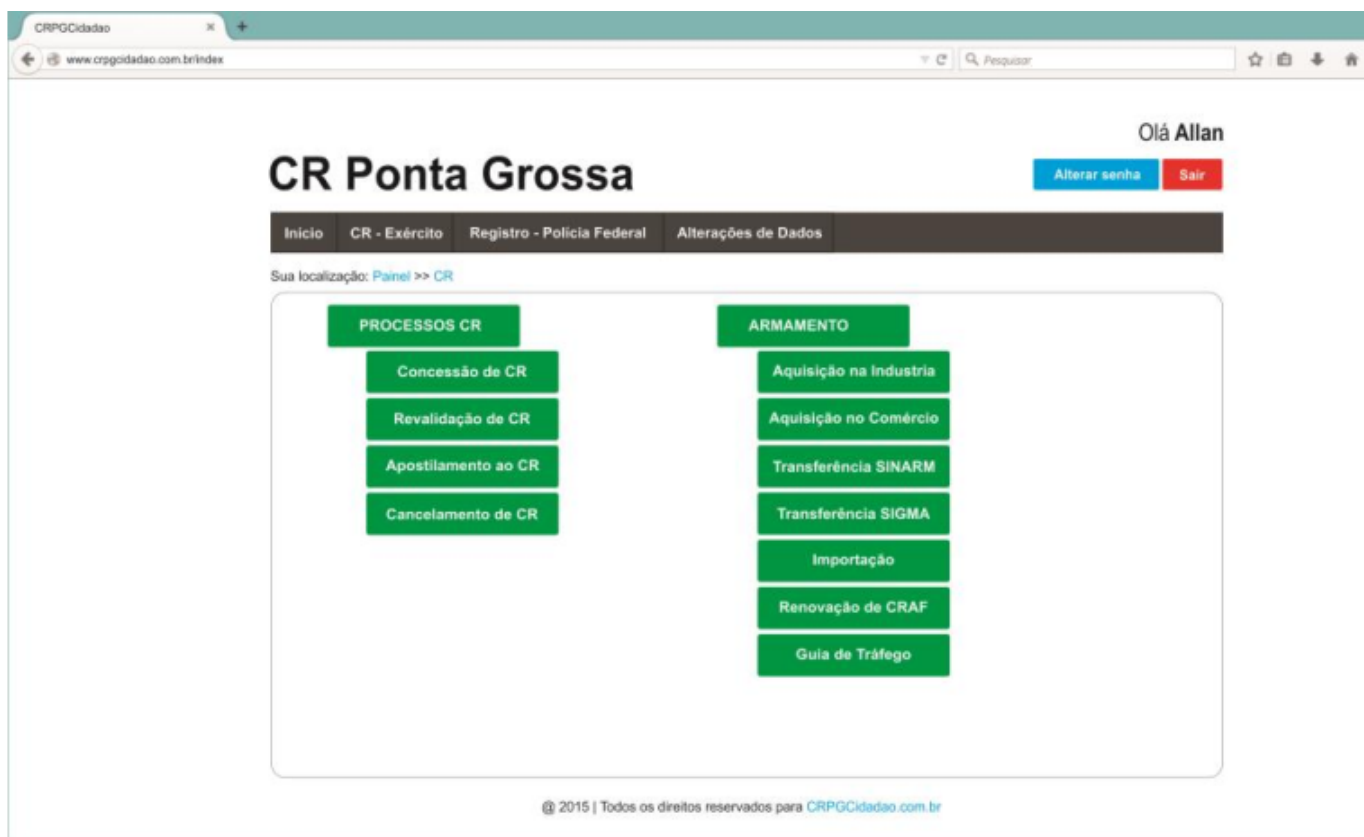 CRPGCidadao
www.crpgcidadao.com.br/index
Pesquisar
Olá Allan
CR Ponta Grossa
Alterar senha
Sair
Início
CR - Exército
Registro - Polícia Federal
Alterações de Dados
Sua localização: Painel >> CR
PROCESSOS CR
Concessão de CR
Revalidação de CR
Apostilamento ao CR
Cancelamento de CR
ARMAMENTO
Aquisição na Industria
Aquisição no Comércio
Transferência SINARM
Transferência SIGMA
Importação
Renovação de CRAF
Guia de Tráfego
@ 2015 | Todos os direitos reservados para CRPGCidadao.com.br